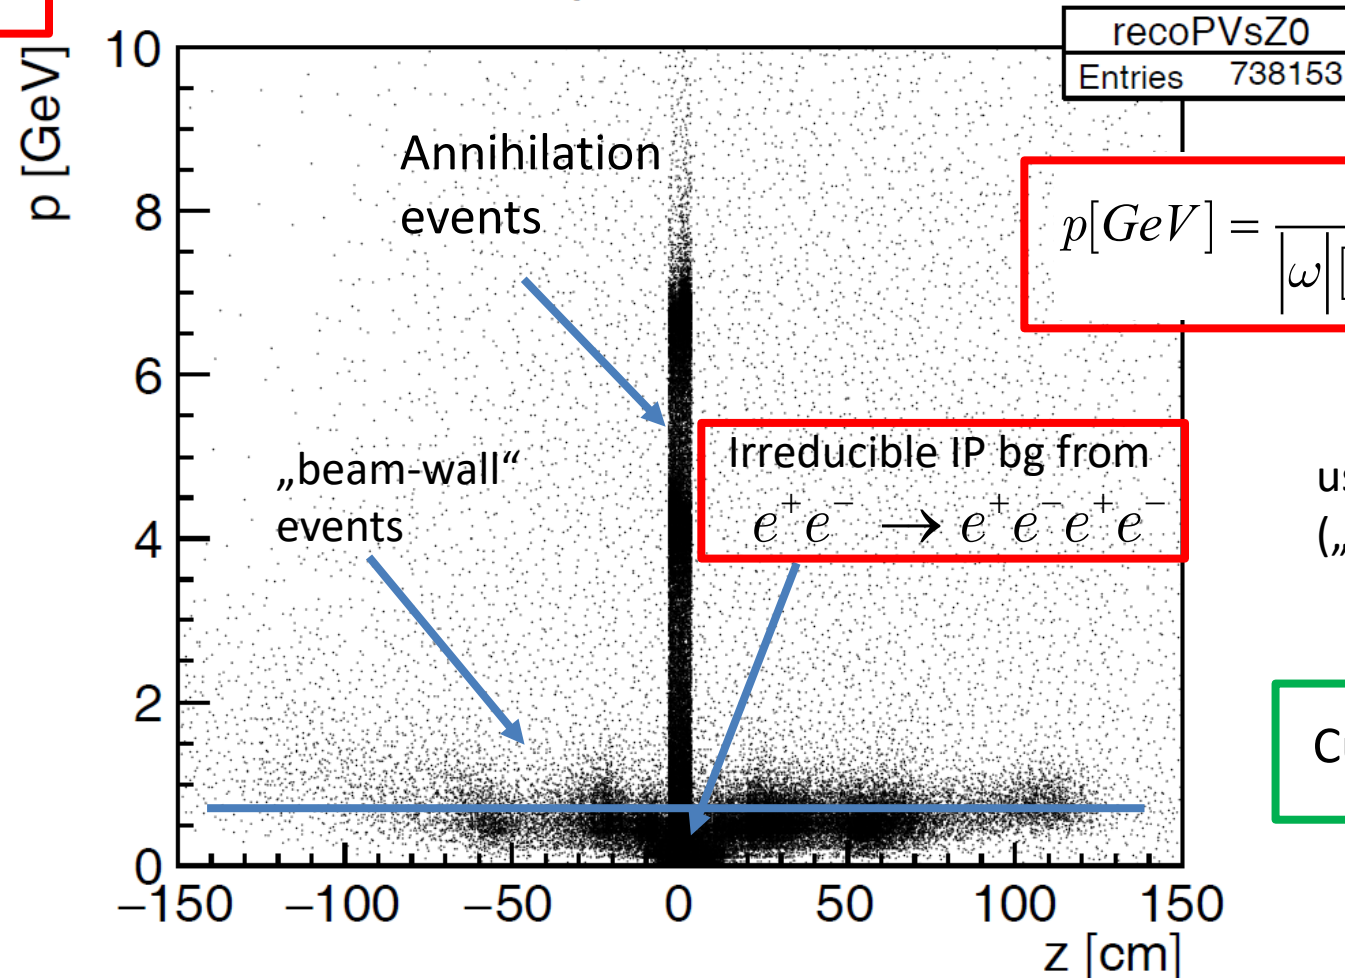 recoPVsZ0
Entries 738153
p [GeV]
10
8
6
4
2
0
Annihilation
events
p[GeV] =
|ω|[
Irreducible IP bg from
e⁺e⁻ → e⁺e⁻e⁺e⁻
„beam-wall“
events
−150 −100 −50 0 50 100 150
z [cm]